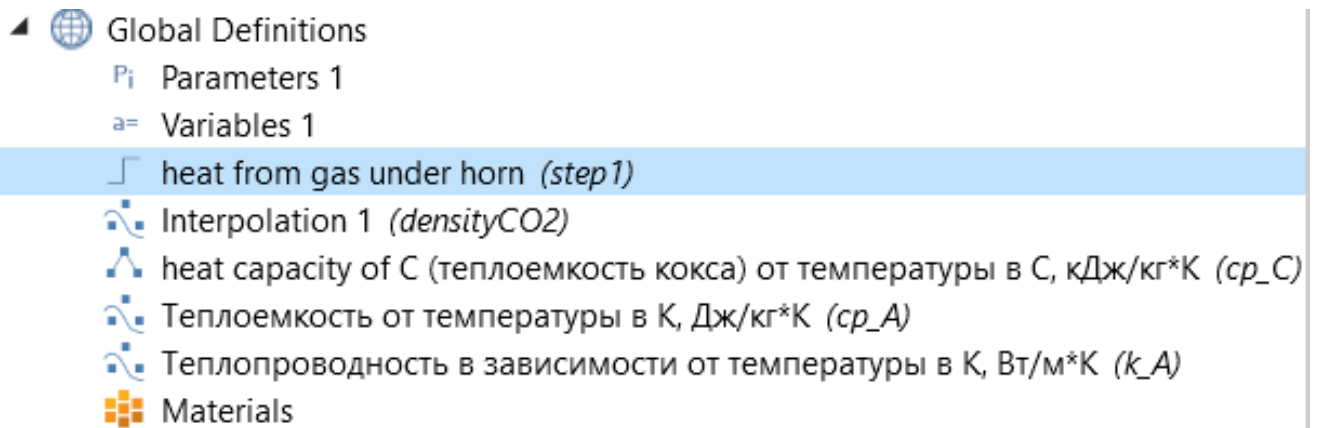 Global Definitions
Pi Parameters 1
a= Variables 1
heat from gas under horn (step1)
Interpolation 1 (densityCO2)
heat capacity of C (теплоемкость кокса) от температуры в С, кДж/кг*К (cp_C)
Теплоемкость от температуры в К, Дж/кг*К (cp_A)
Теплопроводность в зависимости от температуры в К, Вт/м*К (k_A)
Materials